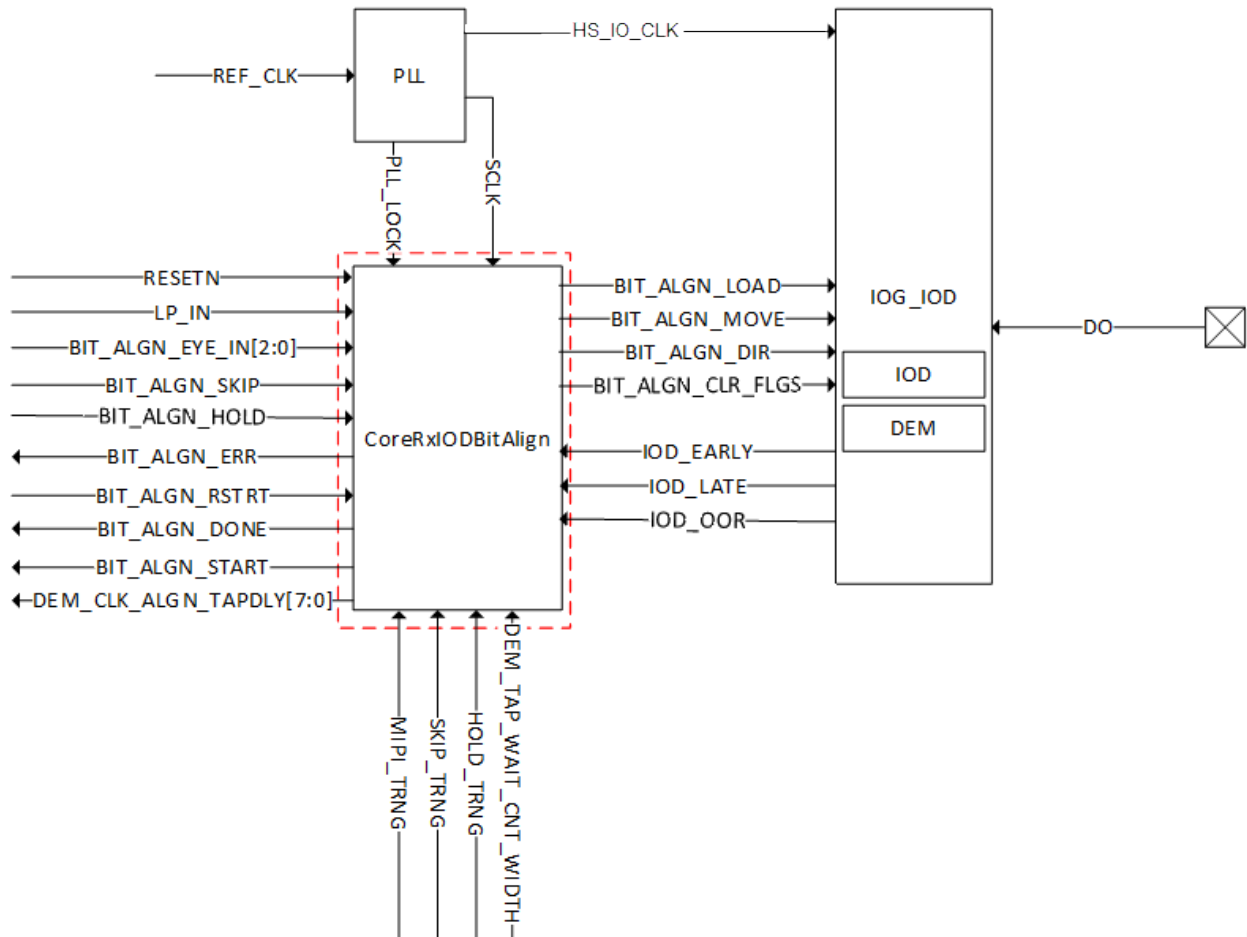 HS_IO_CLK
REF_CLK
PLL
PLL_LOCK
SCLK
RESETN
LP_IN
BIT_ALGN_EYE_IN[2:0]
BIT_ALGN_SKIP
BIT_ALGN_HOLD
BIT_ALGN_ERR
BIT_ALGN_RSTRT
BIT_ALGN_DONE
BIT_ALGN_START
DEM_CLK_ALGN_TAPDLY[7:0]
CoreRxIODBitAlign
BIT_ALGN_LOAD
BIT_ALGN_MOVE
BIT_ALGN_DIR
BIT_ALGN_CLR_FLGS
IOD_EARLY
IOD_LATE
IOD_OOR
IOG_IOD
IOD
DEM
DO
MIPI_TRNG
SKIP_TRNG
HOLD_TRNG
DEM_TAP_WAIT_CNT_WIDTH